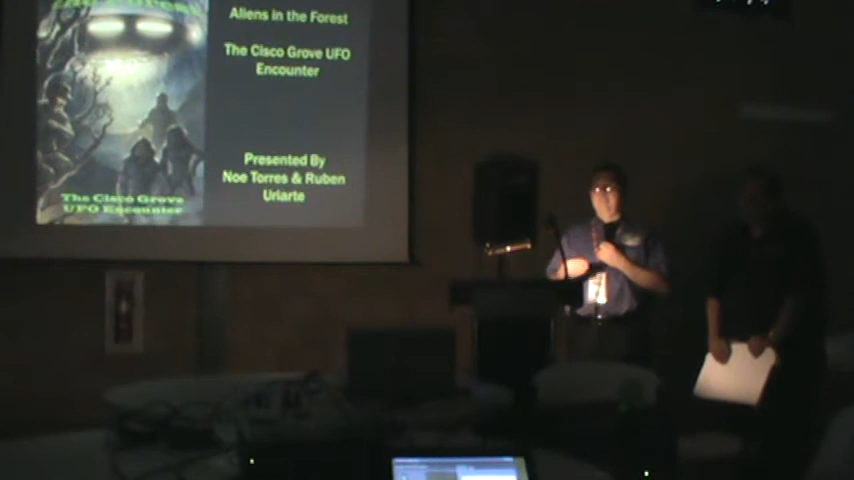 Aliens in the Forest
The Cisco Grove UFO
Encounter
Presented By
Noe Torres & Ruben
Uriarte
The Cisco Grove
UFO Encounter